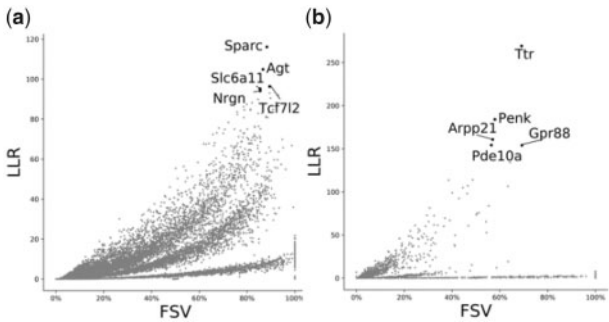 (a)
120
100
80
60
40
20
0
LLR
Sparc
Agt
Slc6a11
Nrgn
Tcf7l2
0%
20%
40%
60%
80%
100%
FSV
(b)
250
200
150
100
50
0
LLR
Ttr
Penk
Arpp21
Gpr88
Pde10a
0%
20%
40%
60%
80%
100%
FSV